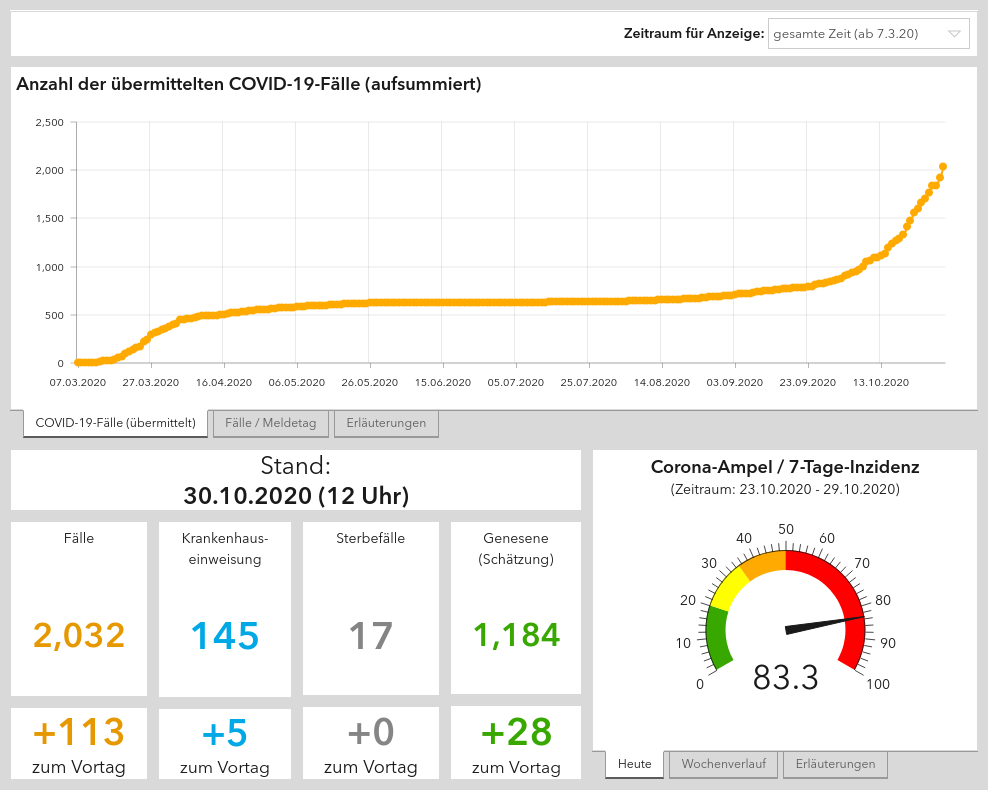 Zeitraum für Anzeige: gesamte Zeit (ab 7.3.20)
Anzahl der übermittelten COVID-19-Fälle (aufsummiert)
2,500
2,000
1,500
1,000
500
0
07.03.2020 27.03.2020 16.04.2020 06.05.2020 26.05.2020 15.06.2020 05.07.2020 25.07.2020 14.08.2020 03.09.2020 23.09.2020 13.10.2020
COVID-19-Fälle (übermittelt) Fälle / Meldetag Erläuterungen
Stand:
30.10.2020 (12 Uhr)
Fälle
2,032
+113
zum Vortag
Krankenhaus-
einweisung
145
+5
zum Vortag
Sterbefälle
17
+0
zum Vortag
Genesene
(Schätzung)
1,184
+28
zum Vortag
Corona-Ampel / 7-Tage-Inzidenz
(Zeitraum: 23.10.2020 - 29.10.2020)
0
10
20
30
40
50
60
70
80
90
100
83.3
Heute Wochenverlauf Erläuterungen